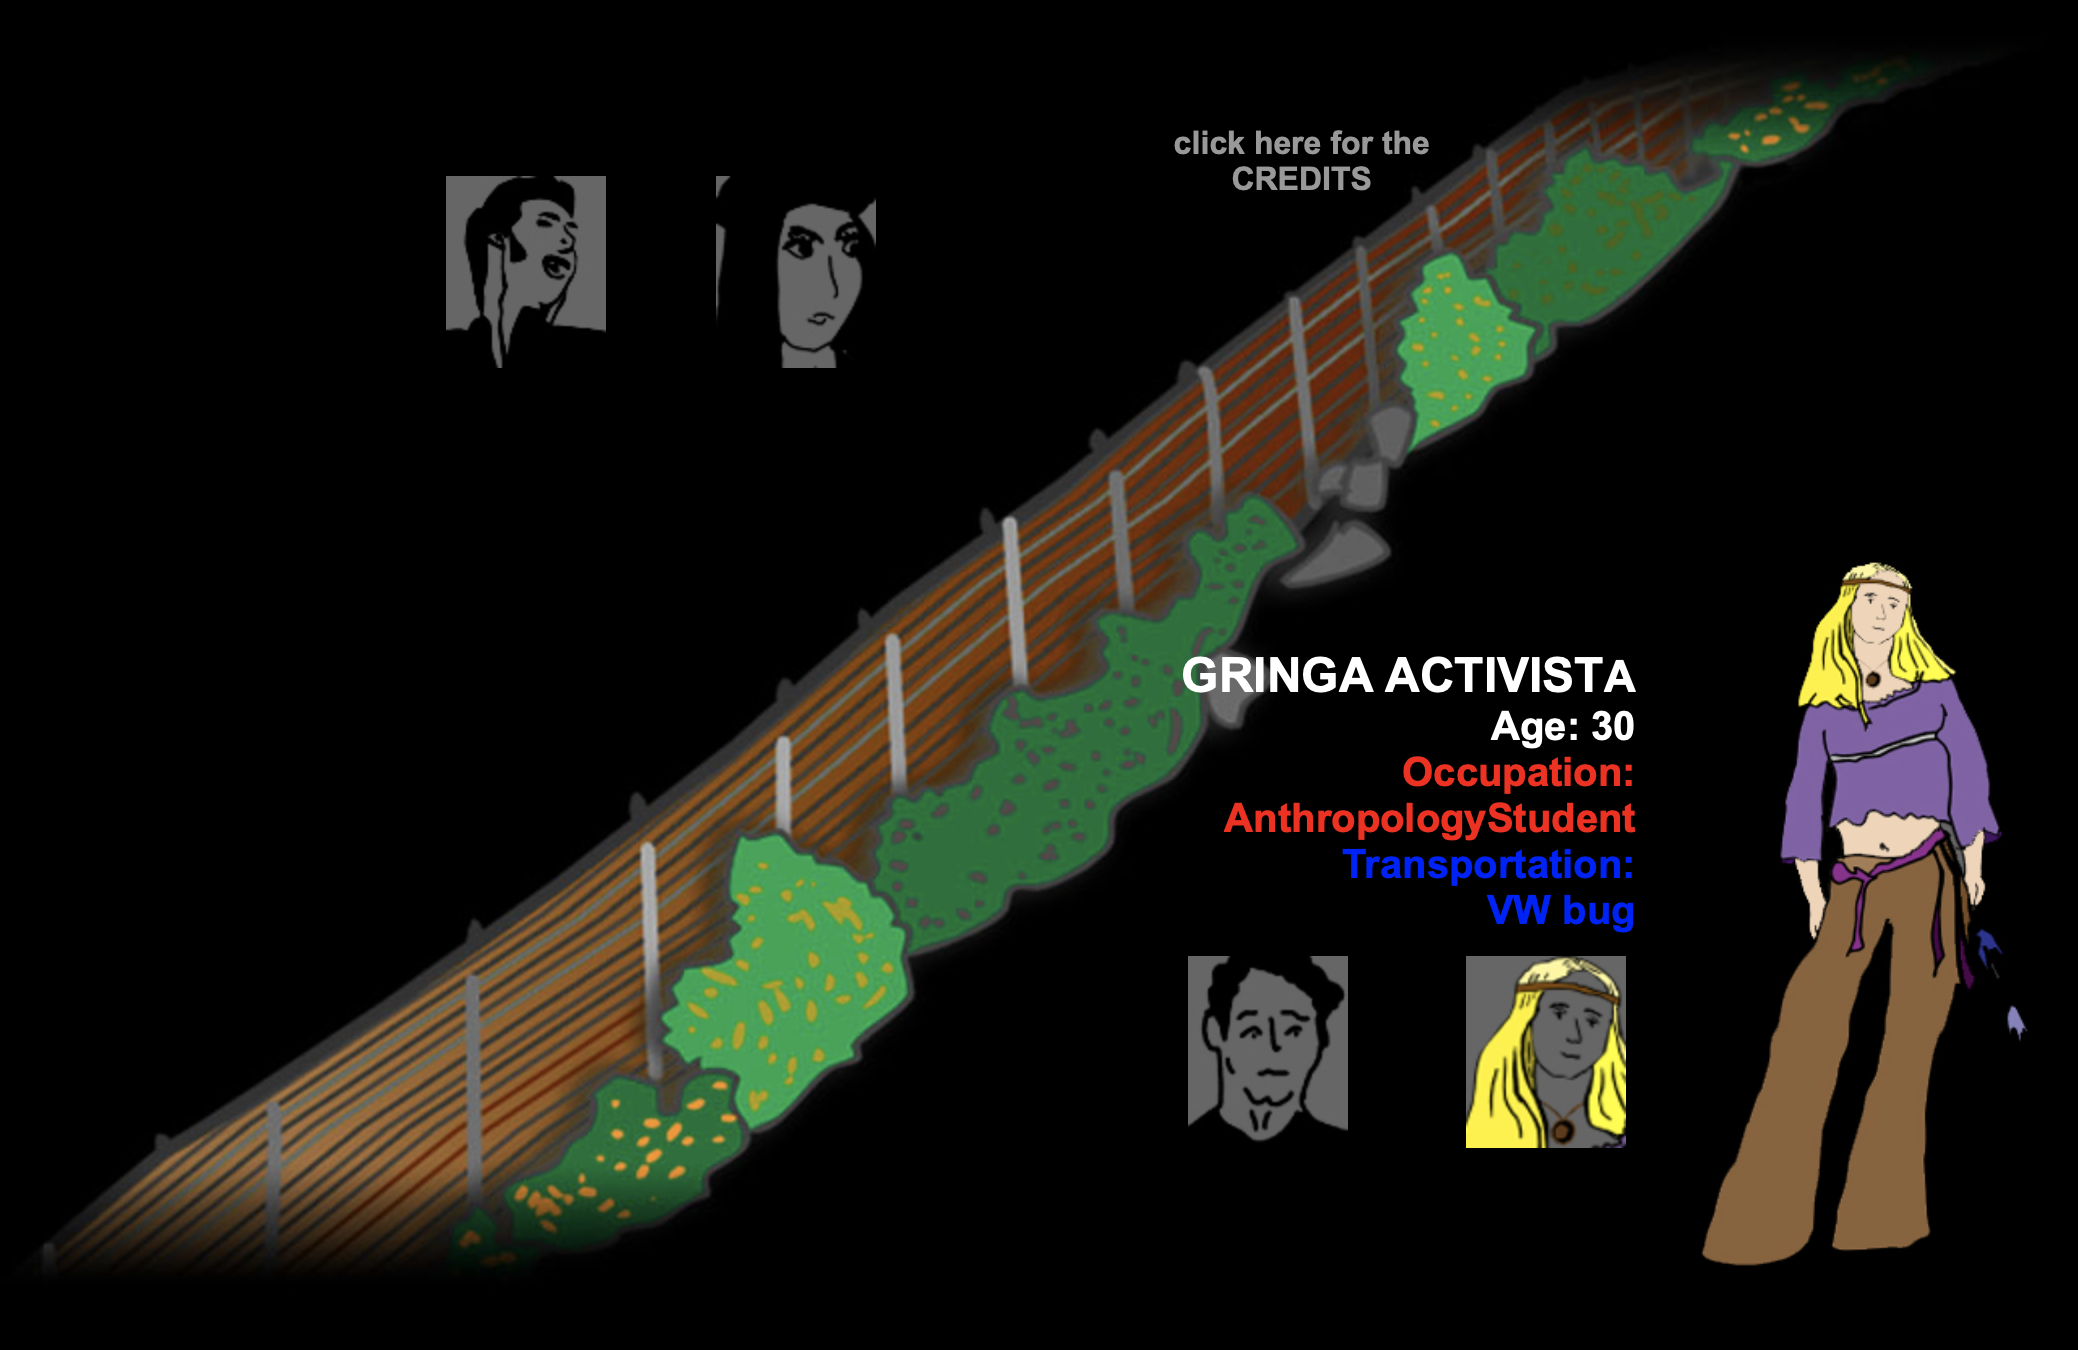 click here for the
CREDITS
GRINGA ACTIVISTA
Age: 30
Occupation:
AnthropologyStudent
Transportation:
VW bug